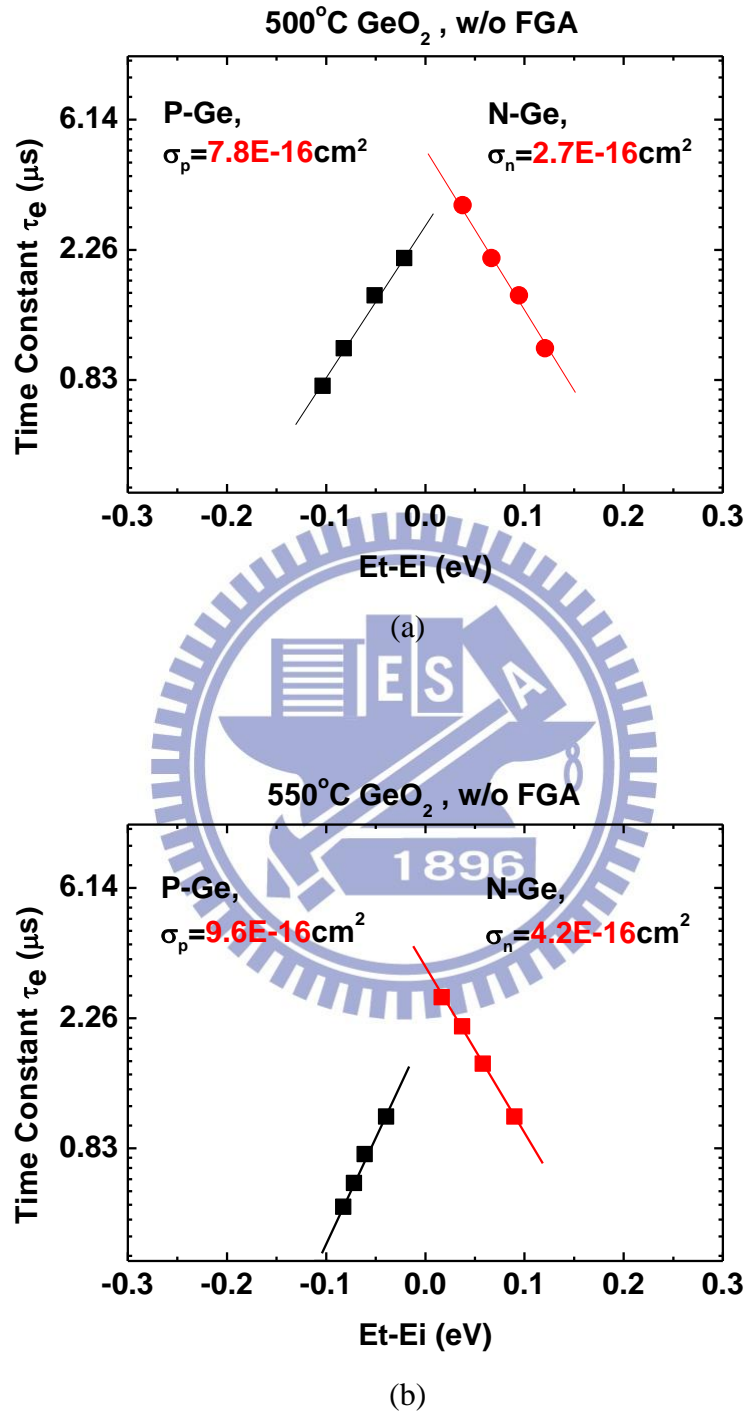 500°C GeO₂ , w/o FGA
P-Ge,
σp=7.8E-16cm²
N-Ge,
σn=2.7E-16cm²
Time Constant τe (μs)
6.14
2.26
0.83
-0.3 -0.2 -0.1 0.0 0.1 0.2 0.3
Et-Ei (eV)
(a)
E S A
1896
550°C GeO₂ , w/o FGA
P-Ge,
σp=9.6E-16cm²
N-Ge,
σn=4.2E-16cm²
Time Constant τe (μs)
6.14
2.26
0.83
-0.3 -0.2 -0.1 0.0 0.1 0.2 0.3
Et-Ei (eV)
(b)